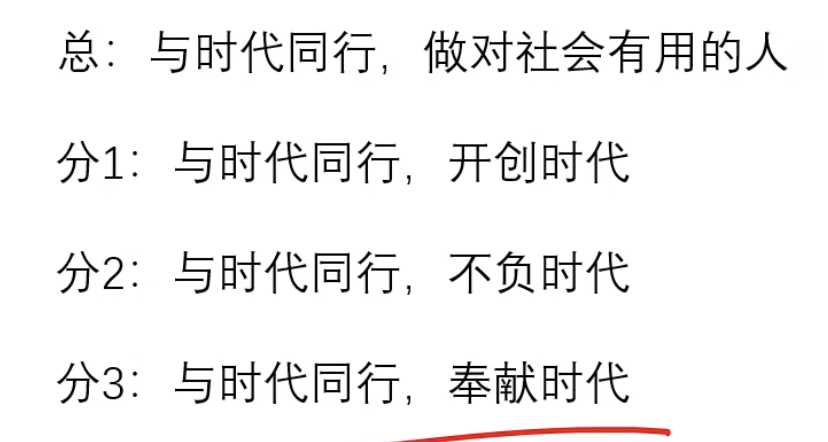 总：与时代同行，做对社会有用的人
分1：与时代同行，开创时代
分2：与时代同行，不负时代
分3：与时代同行，奉献时代